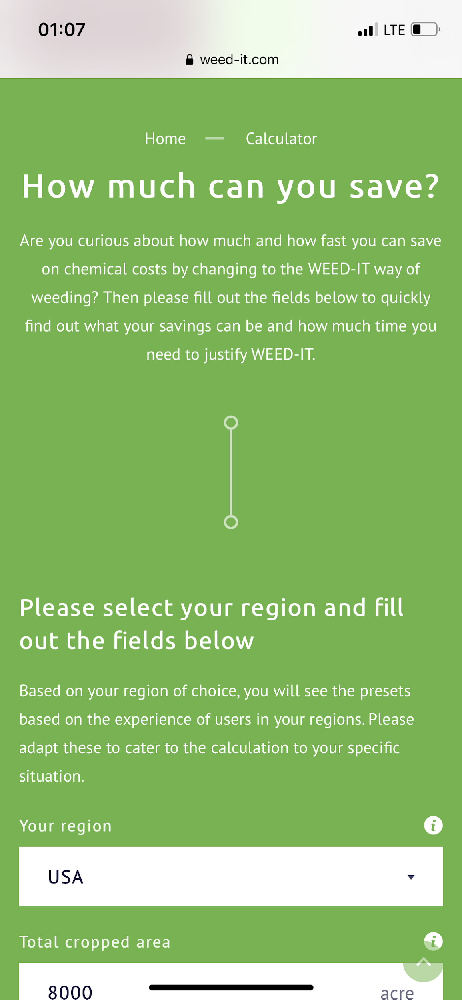 01:07
LTE
weed-it.com
Home — Calculator
How much can you save?
Are you curious about how much and how fast you can save
on chemical costs by changing to the WEED-IT way of
weeding? Then please fill out the fields below to quickly
find out what your savings can be and how much time you
need to justify WEED-IT.
Please select your region and fill
out the fields below
Based on your region of choice, you will see the presets
based on the experience of users in your regions. Please
adapt these to cater to the calculation to your specific
situation.
Your region i
USA
Total cropped area i
8000 acre